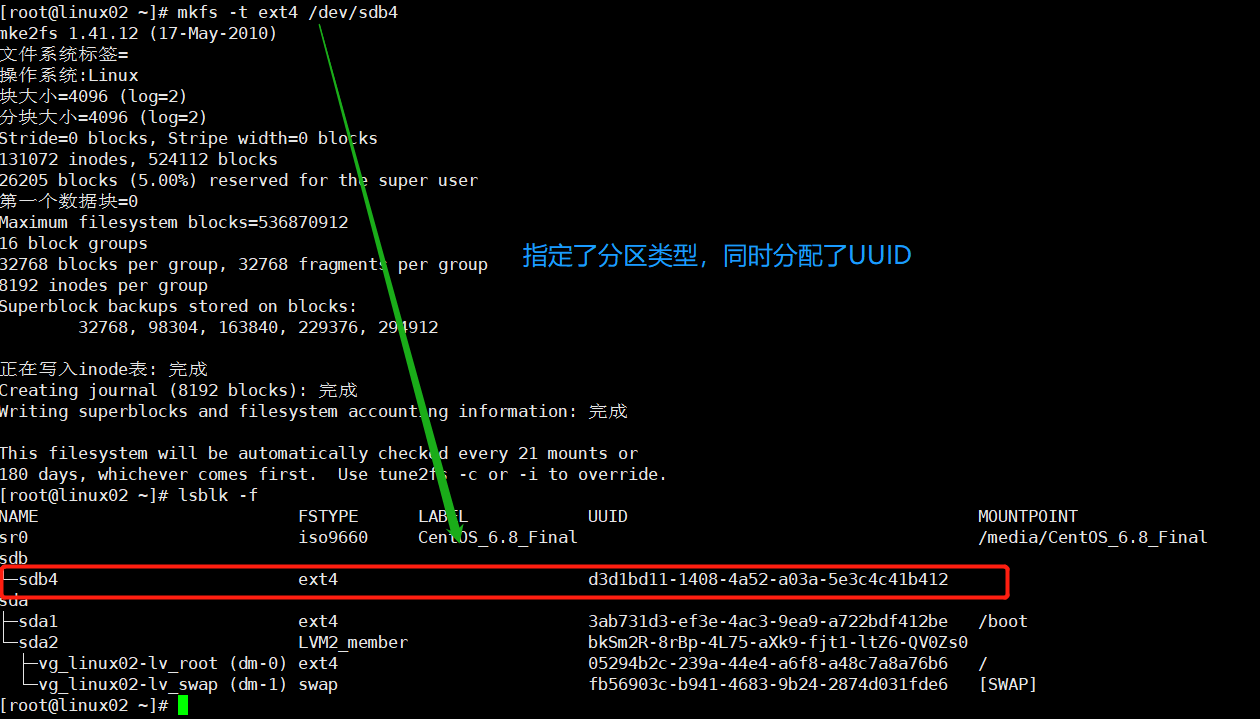 [root@linux02 ~]# mkfs -t ext4 /dev/sdb4
mke2fs 1.41.12 (17-May-2010)
文件系统标签=
操作系统:Linux
块大小=4096 (log=2)
分块大小=4096 (log=2)
Stride=0 blocks, Stripe width=0 blocks
131072 inodes, 524112 blocks
26205 blocks (5.00%) reserved for the super user
第一个数据块=0
Maximum filesystem blocks=536870912
16 block groups
32768 blocks per group, 32768 fragments per group
指定了分区类型，同时分配了UUID
8192 inodes per group
Superblock backups stored on blocks:
32768, 98304, 163840, 229376, 294912
正在写入inode表: 完成
Creating journal (8192 blocks): 完成
Writing superblocks and filesystem accounting information: 完成
This filesystem will be automatically checked every 21 mounts or
180 days, whichever comes first.  Use tune2fs -c or -i to override.
[root@linux02 ~]# lsblk -f
NAME FSTYPE LABEL UUID MOUNTPOINT
sr0 iso9660 CentOS_6.8_Final /media/CentOS_6.8_Final
sdb
└─sdb4 ext4 d3d1bd11-1408-4a52-a03a-5e3c4c41b412
sda
├─sda1 ext4 3ab731d3-ef3e-4ac3-9ea9-a722bdf412be /boot
└─sda2 LVM2_member bkSm2R-8rBp-4L75-aXk9-fjt1-ltZ6-QV0Zs0
├─vg_linux02-lv_root (dm-0) ext4 05294b2c-239a-44e4-a6f8-a48c7a8a76b6 /
└─vg_linux02-lv_swap (dm-1) swap fb56903c-b941-4683-9b24-2874d031fde6 [SWAP]
[root@linux02 ~]#